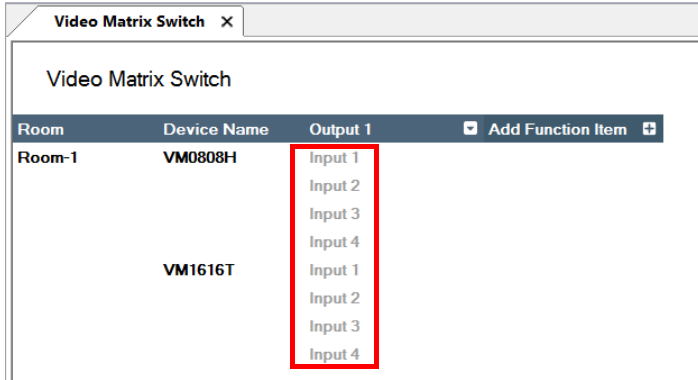 Video Matrix Switch X
Video Matrix Switch
Room Device Name Output 1 Add Function Item
Room-1 VM0808H Input 1
Input 2
Input 3
Input 4
VM1616T Input 1
Input 2
Input 3
Input 4